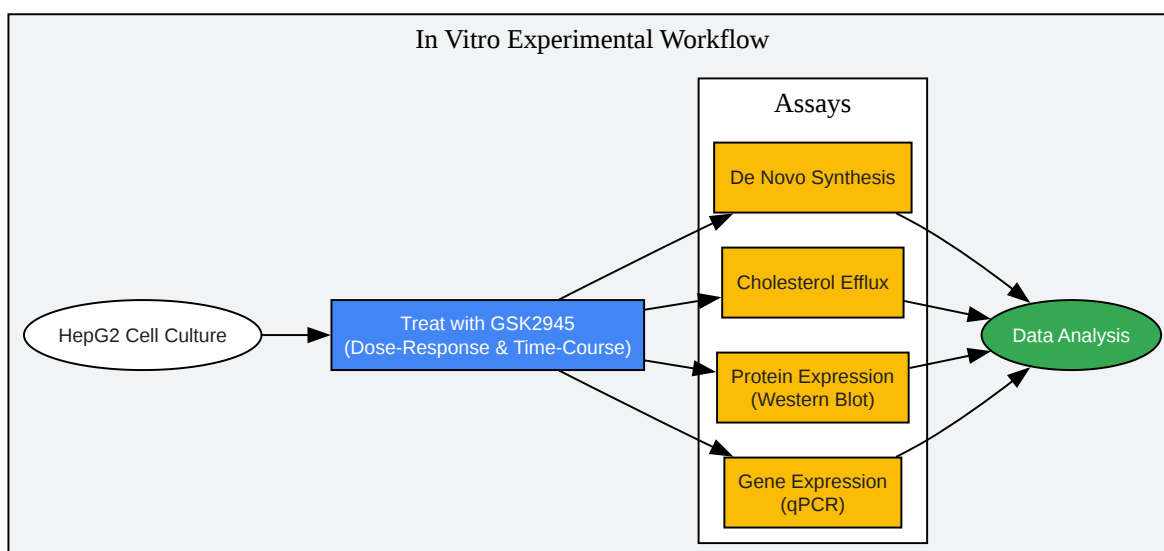 In Vitro Experimental Workflow
Assays
De Novo Synthesis
Cholesterol Efflux
HepG2 Cell Culture
Treat with GSK2945
(Dose-Response & Time-Course)
Data Analysis
Protein Expression
(Western Blot)
Gene Expression
(qPCR)